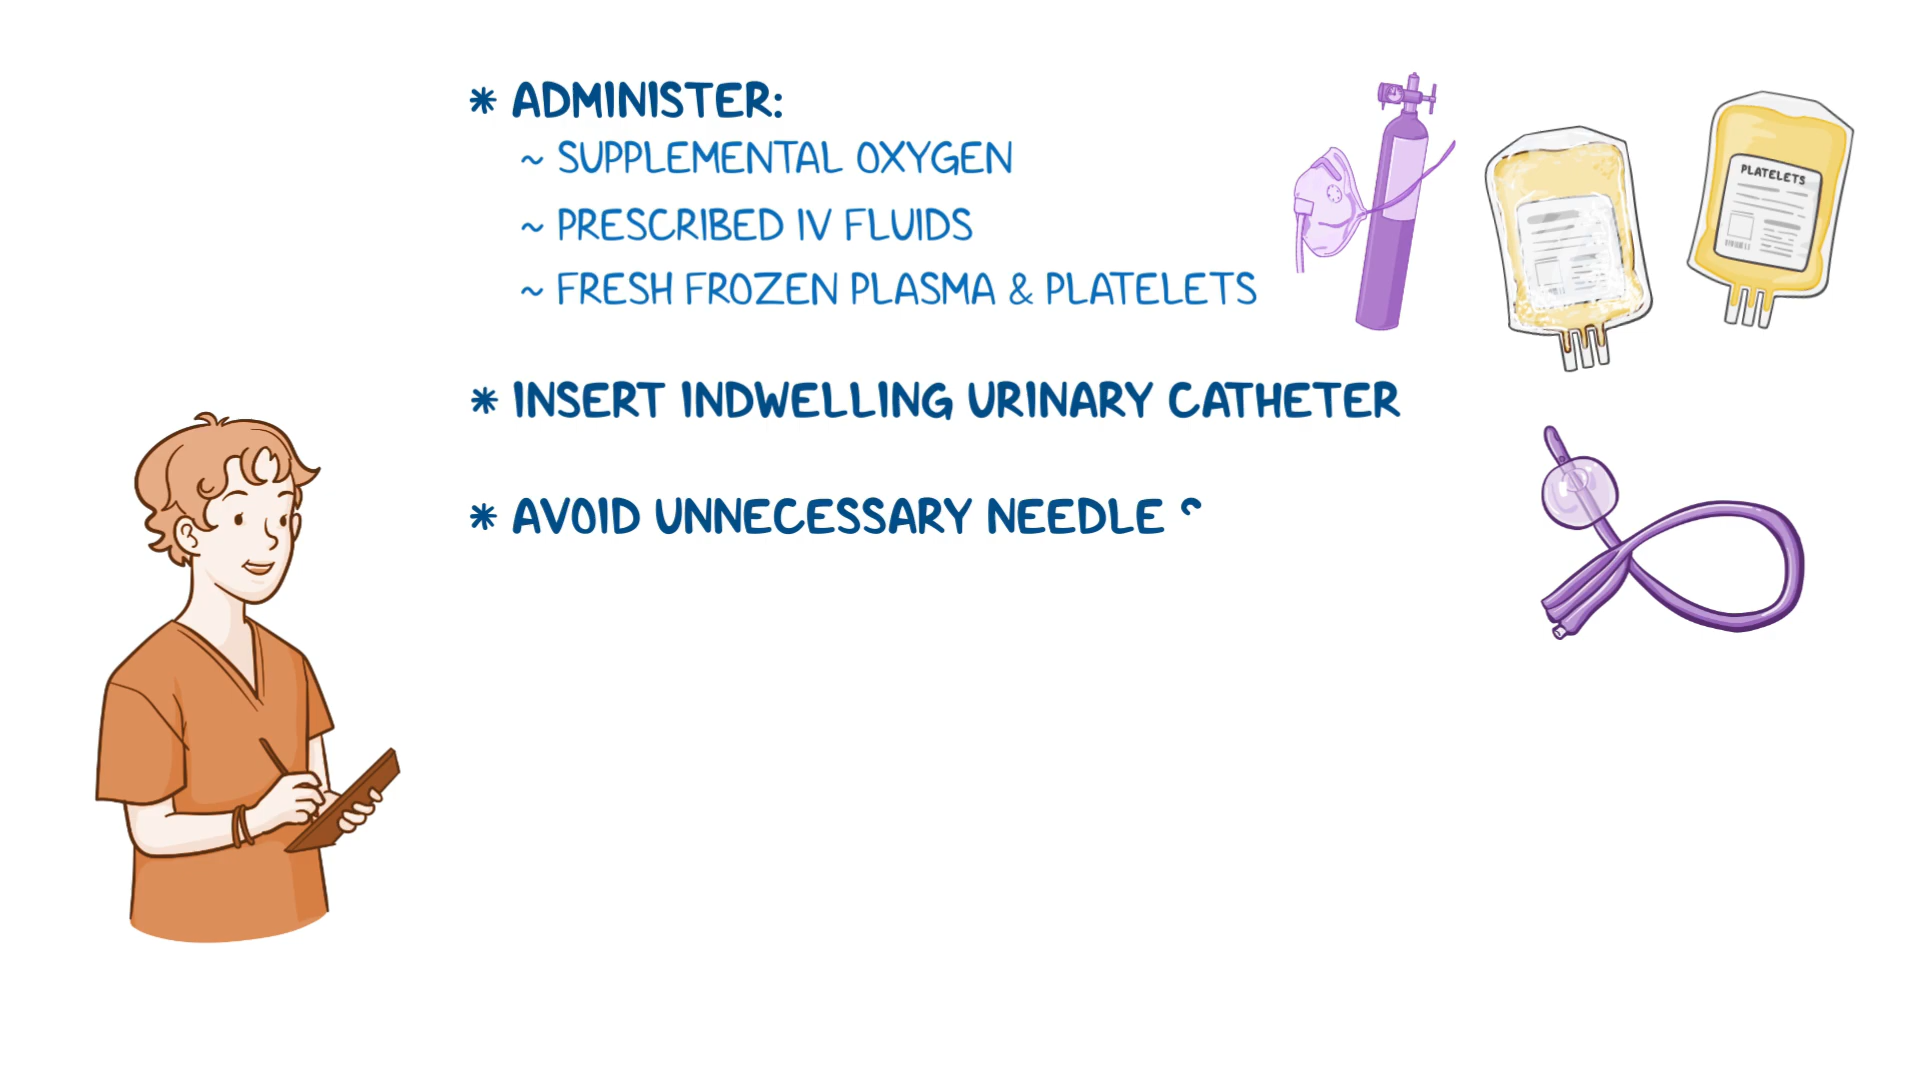 * ADMINISTER:
~ SUPPLEMENTAL OXYGEN
~ PRESCRIBED IV FLUIDS
~ FRESH FROZEN PLASMA & PLATELETS
PLATELETS
* INSERT INDWELLING URINARY CATHETER
* AVOID UNNECESSARY NEEDLE